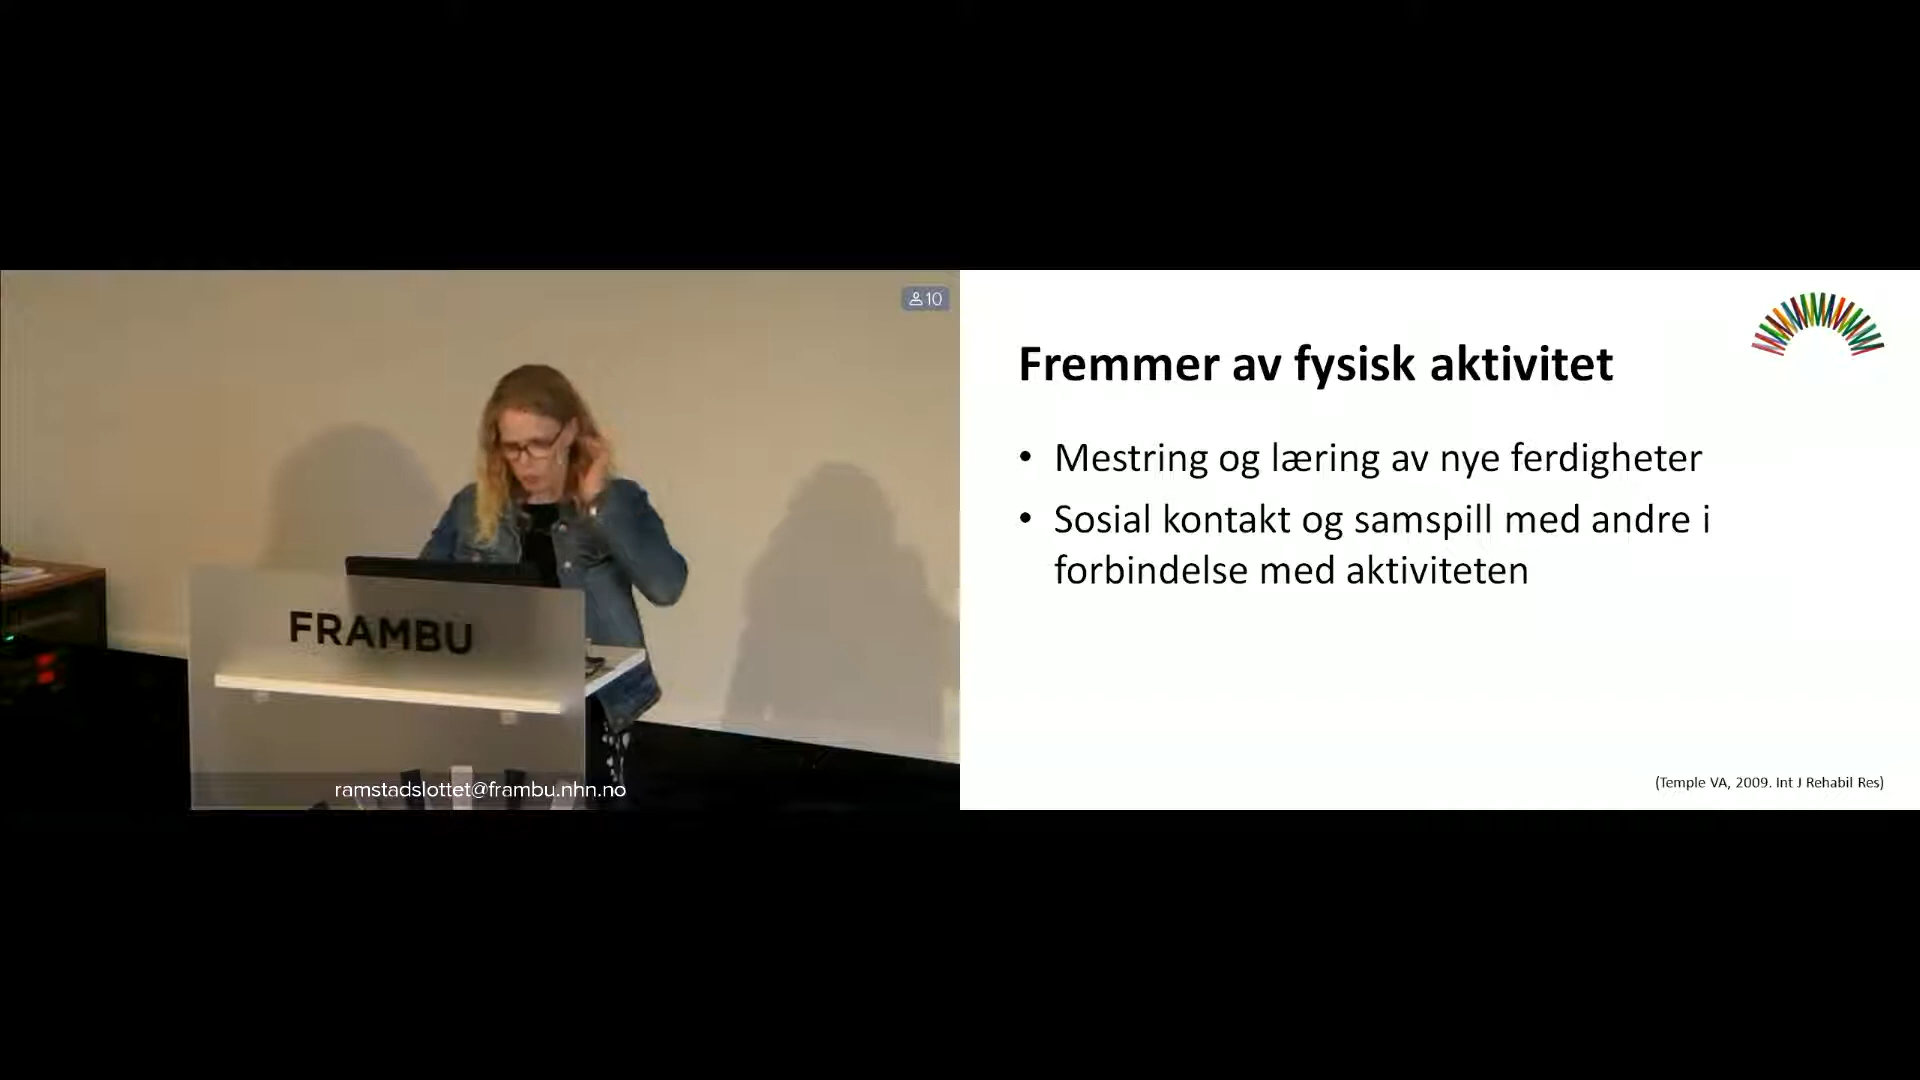 10
FRAMBU
ramstadslottet@frambu.nhn.no
Fremmer av fysisk aktivitet
• Mestring og læring av nye ferdigheter
• Sosial kontakt og samspill med andre i
forbindelse med aktiviteten
(Temple VA, 2009. Int J Rehabil Res)